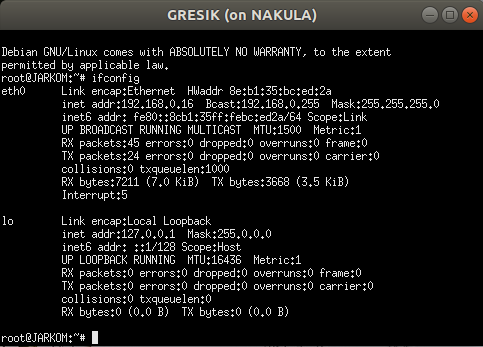 GRESIK (on NAKULA)
Debian GNU/Linux comes with ABSOLUTELY NO WARRANTY, to the extent
permitted by applicable law.
root@JARKOM:~# ifconfig
eth0      Link encap:Ethernet  HWaddr 8e:b1:35:bc:ed:2a
          inet addr:192.168.0.16  Bcast:192.168.0.255  Mask:255.255.255.0
          inet6 addr: fe80::8cb1:35ff:febc:ed2a/64 Scope:Link
          UP BROADCAST RUNNING MULTICAST  MTU:1500  Metric:1
          RX packets:45 errors:0 dropped:0 overruns:0 frame:0
          TX packets:24 errors:0 dropped:0 overruns:0 carrier:0
          collisions:0 txqueuelen:1000
          RX bytes:7211 (7.0 KiB)  TX bytes:3668 (3.5 KiB)
          Interrupt:5
lo        Link encap:Local Loopback
          inet addr:127.0.0.1  Mask:255.0.0.0
          inet6 addr: ::1/128 Scope:Host
          UP LOOPBACK RUNNING  MTU:16436  Metric:1
          RX packets:0 errors:0 dropped:0 overruns:0 frame:0
          TX packets:0 errors:0 dropped:0 overruns:0 carrier:0
          collisions:0 txqueuelen:0
          RX bytes:0 (0.0 B)  TX bytes:0 (0.0 B)
root@JARKOM:~#